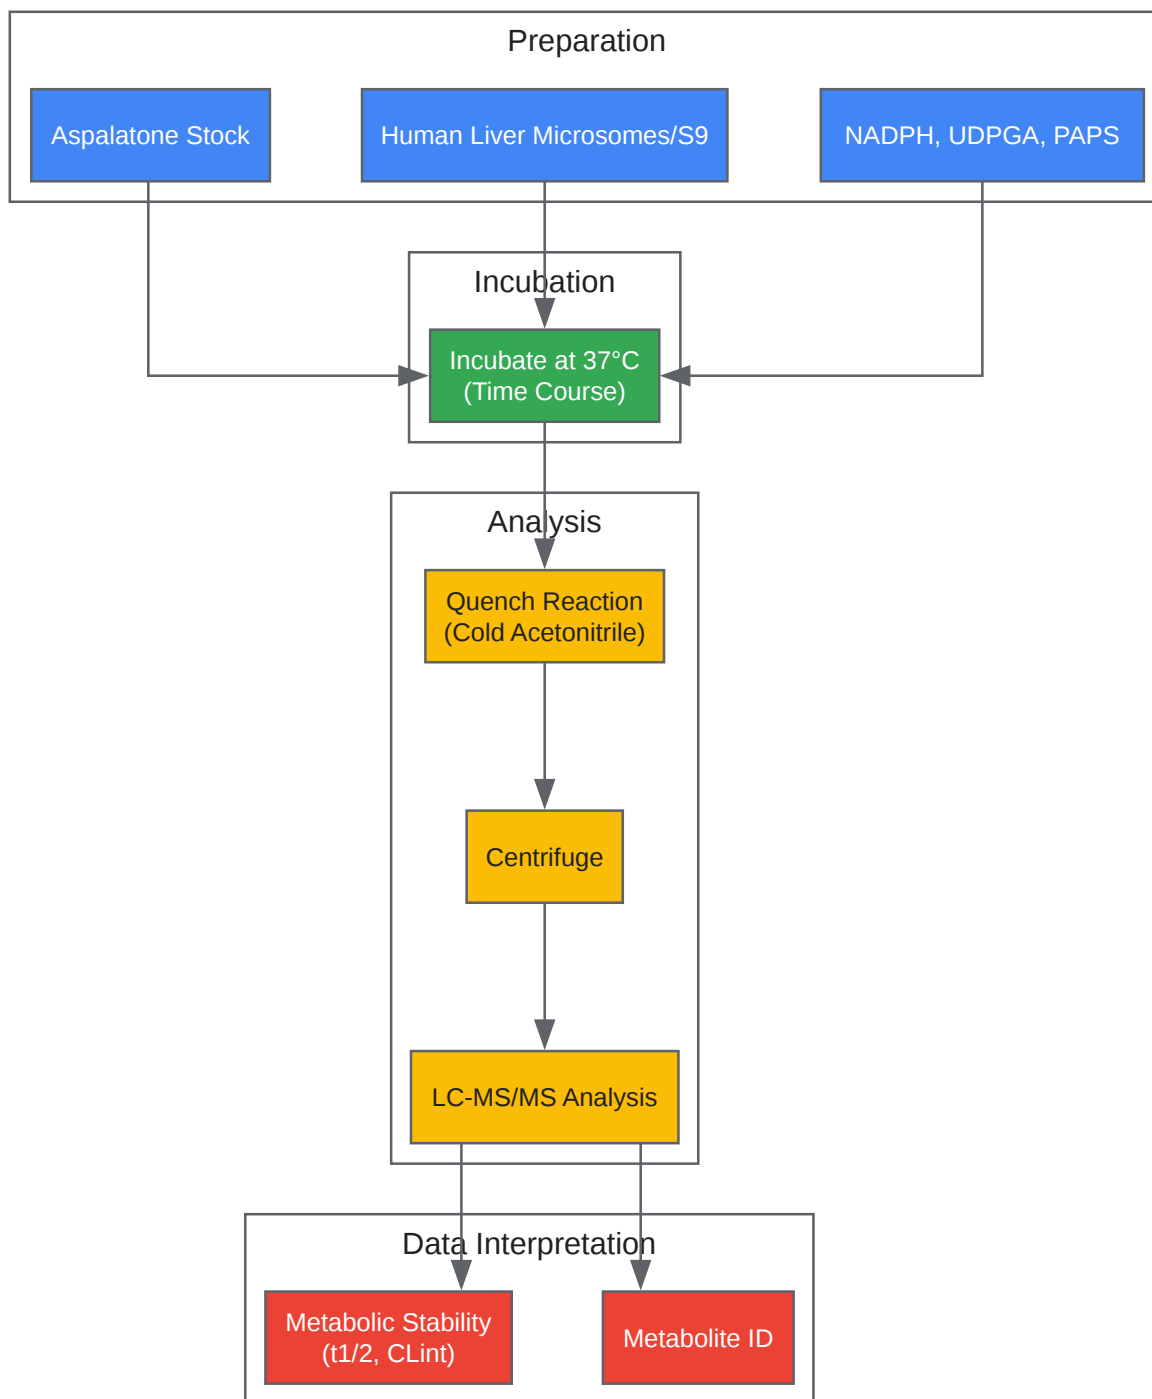 Preparation
Aspalatone Stock
Human Liver Microsomes/S9
NADPH, UDPGA, PAPS
Incubation
Incubate at 37°C
(Time Course)
Analysis
Quench Reaction
(Cold Acetonitrile)
Centrifuge
LC-MS/MS Analysis
Data Interpretation
Metabolic Stability
(t1/2, CLint)
Metabolite ID